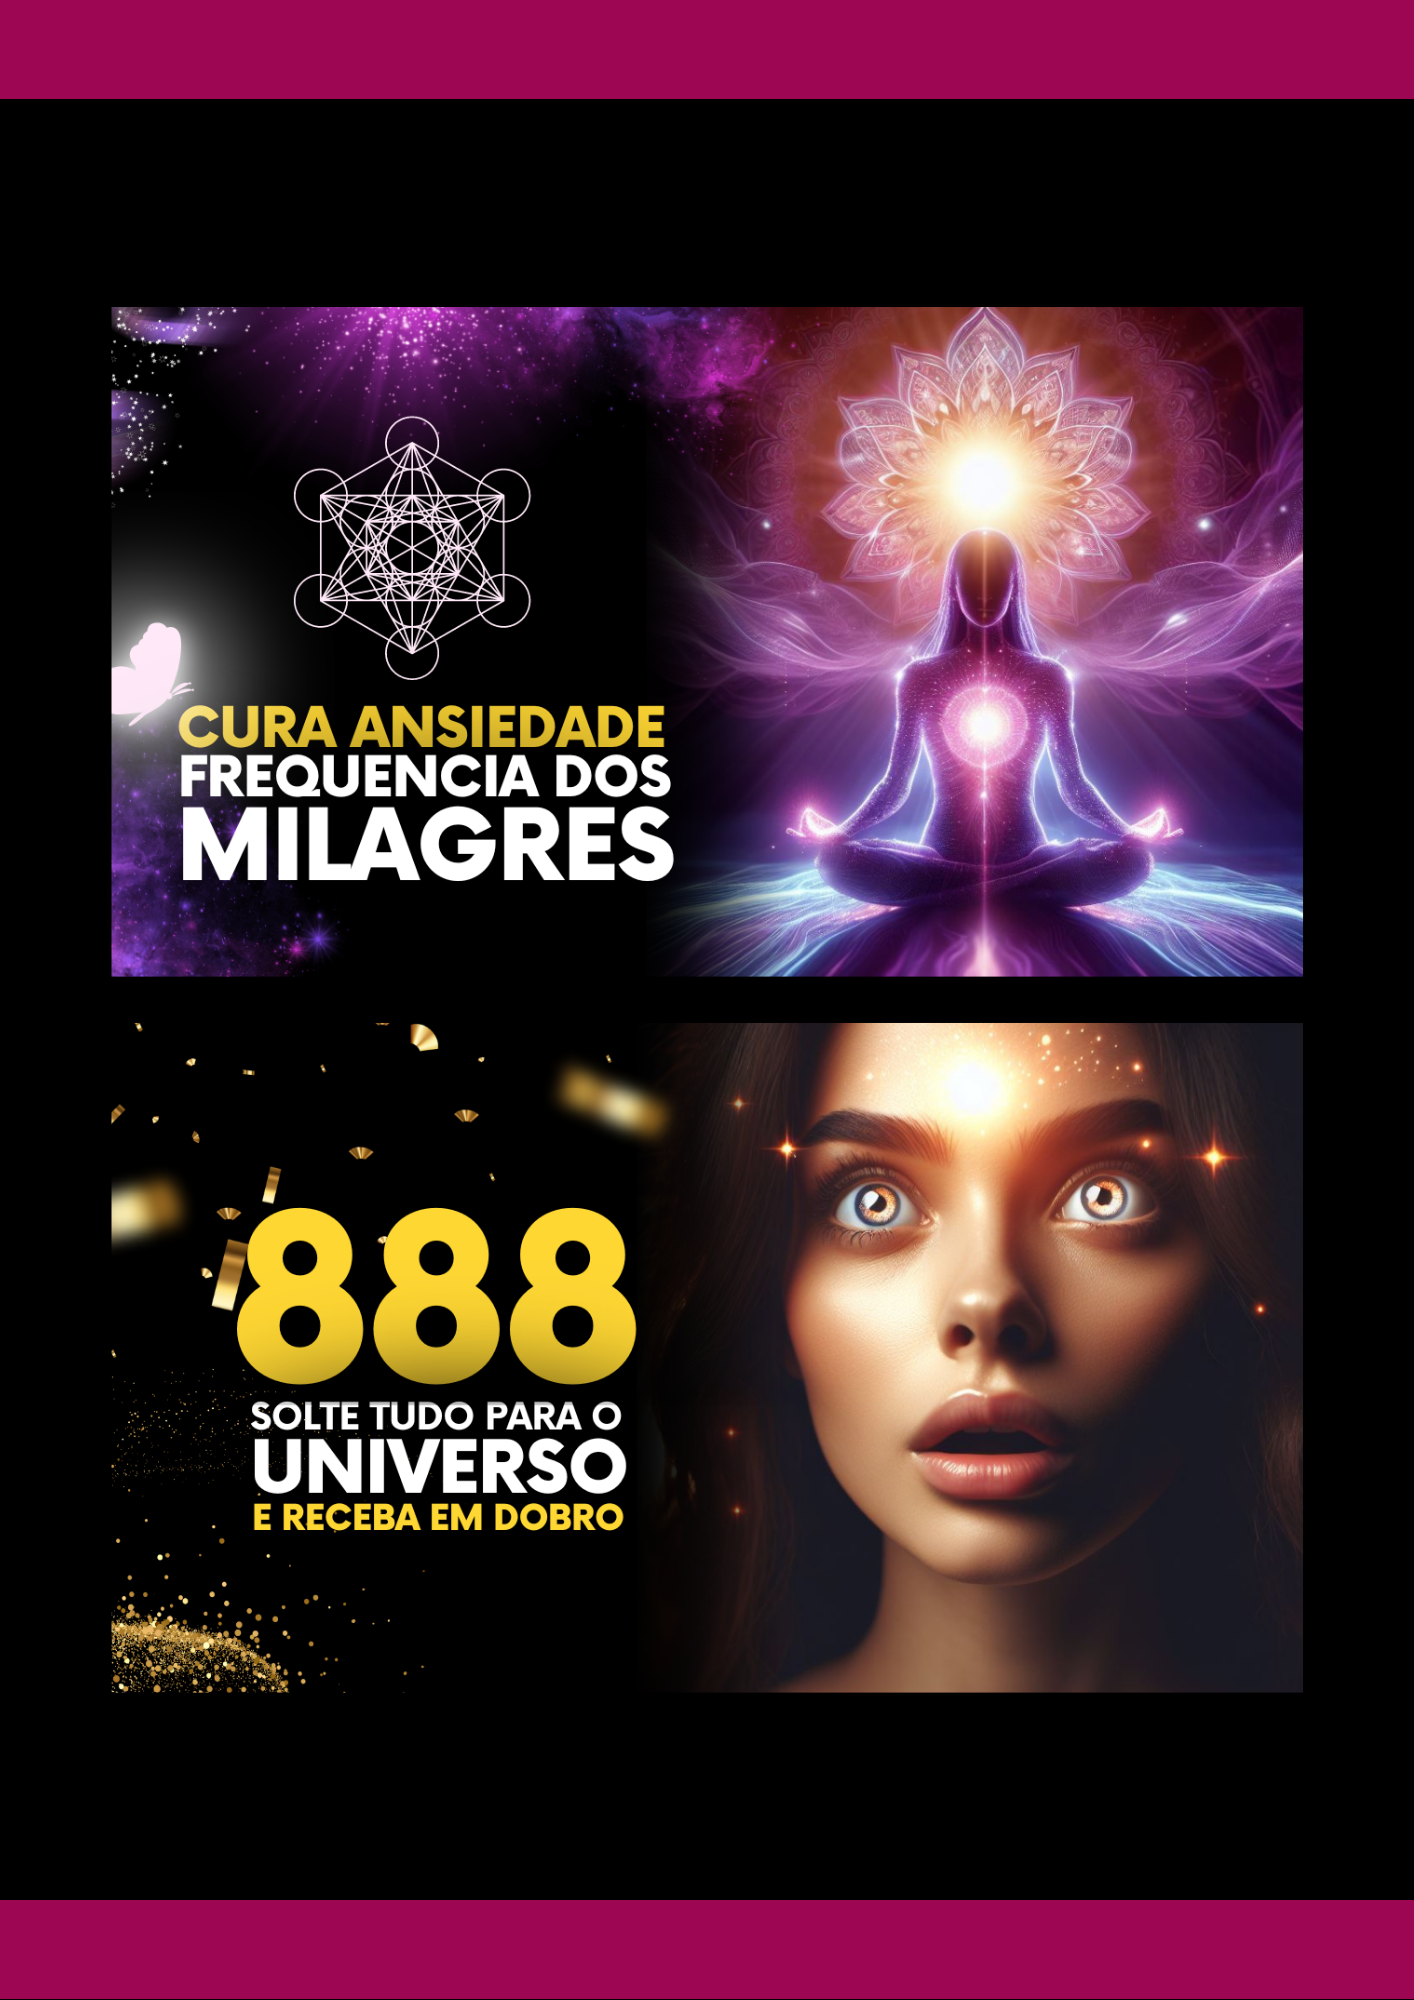 CURA ANSIEDADE
FREQUENCIA DOS
MILAGRES
888
SOLTE TUDO PARA O
UNIVERSO
E RECEBA EM DOBRO